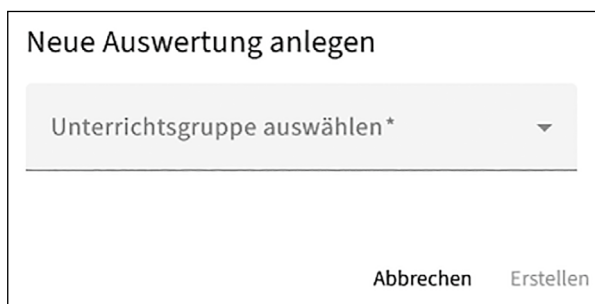 Neue Auswertung anlegen
Unterrichtsgruppe auswählen*
Abbrechen Erstellen